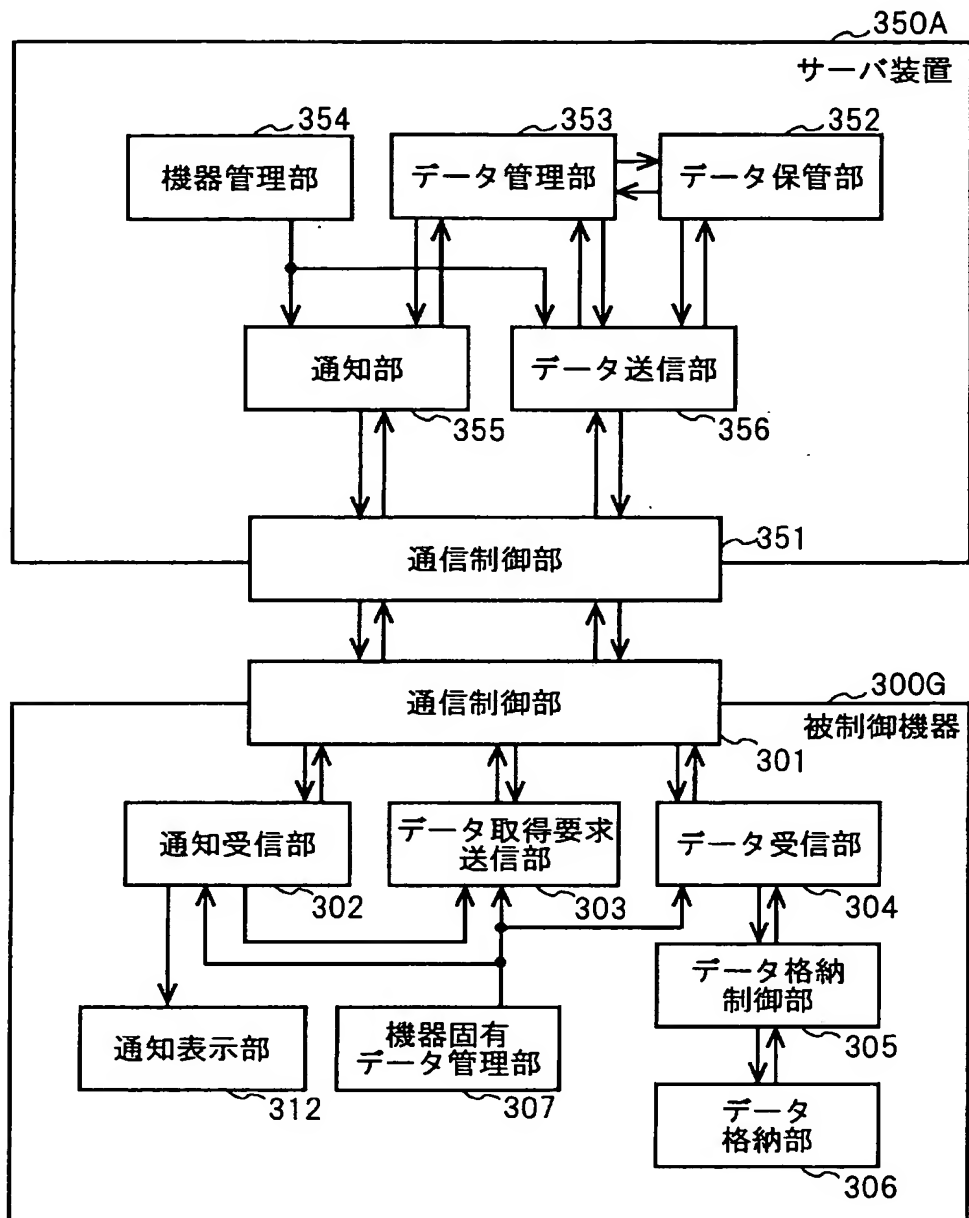 350A
サーバ装置
354
353
352
機器管理部
データ管理部
データ保管部
通知部
データ送信部
355
356
通信制御部
351
通信制御部
300G
被制御機器
301
通知受信部
データ取得要求
送信部
データ受信部
302
303
304
データ格納
制御部
305
通知表示部
機器固有
データ管理部
312
307
データ
格納部
306